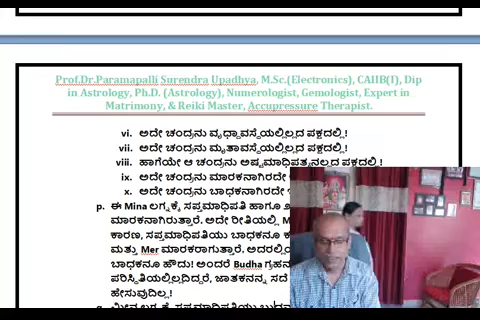 Prof.Dr.Paramapalli Surendra Upadhya, M.Sc.(Electronics), CAIIB(I), Dip
in Astrology, Ph.D. (Astrology), Numerologist, Gemologist, Expert in
Matrimony, & Reiki Master, Accupressure Therapist.
vi. ಅದೇ ಚಂದ್ರನು ವೃದ್ಧಾವಸ್ಥೆಯಲ್ಲಿಲ್ಲದ ಪಕ್ಷದಲ್ಲಿ!
vii. ಅದೇ ಚಂದ್ರನು ಮೃತಾವಸ್ಥೆಯಲ್ಲಿಲ್ಲದ ಪಕ್ಷದಲ್ಲಿ!
viii. ಹಾಗೆಯೇ ಆ ಚಂದ್ರನು ಅಷ್ಟಮಾಧಿಪತ್ಯನಲ್ಲದ ಪಕ್ಷದಲ್ಲಿ!
ix. ಅದೇ ಚಂದ್ರನು ಮಾರಕನಾಗಿರದೇ
x. ಅದೇ ಚಂದ್ರನು ಬಾಧಕನಾಗಿರದೇ
p. ಈ Mina ಲಗ್ನಕ್ಕೆ, ಸಪ್ತಮಾಧಿಪತಿ ಹಾಗೂ
ಮಾರಕನಾಗಿರುತ್ತಾರೆ. ಅದೇ ರೀತಿಯಲ್ಲಿ
ಕಾರಣ, ಸಪ್ತಮಾಧಿಪತಿಯು ಬಾಧಕನೂ
ಮತ್ತು Mer ಮಾರಕರಾಗುತ್ತಾರೆ.
ಬಾಧಕನೂ ಹೌದು! ಅಂದರೆ Budha
ಪರಿಸ್ಥಿತಿಯಲ್ಲಿಲ್ಲದಿದ್ದರೆ, ಜಾತಕನನ್ನ ಸದೆ
ಹೇಸುವುದಿಲ್ಲ!